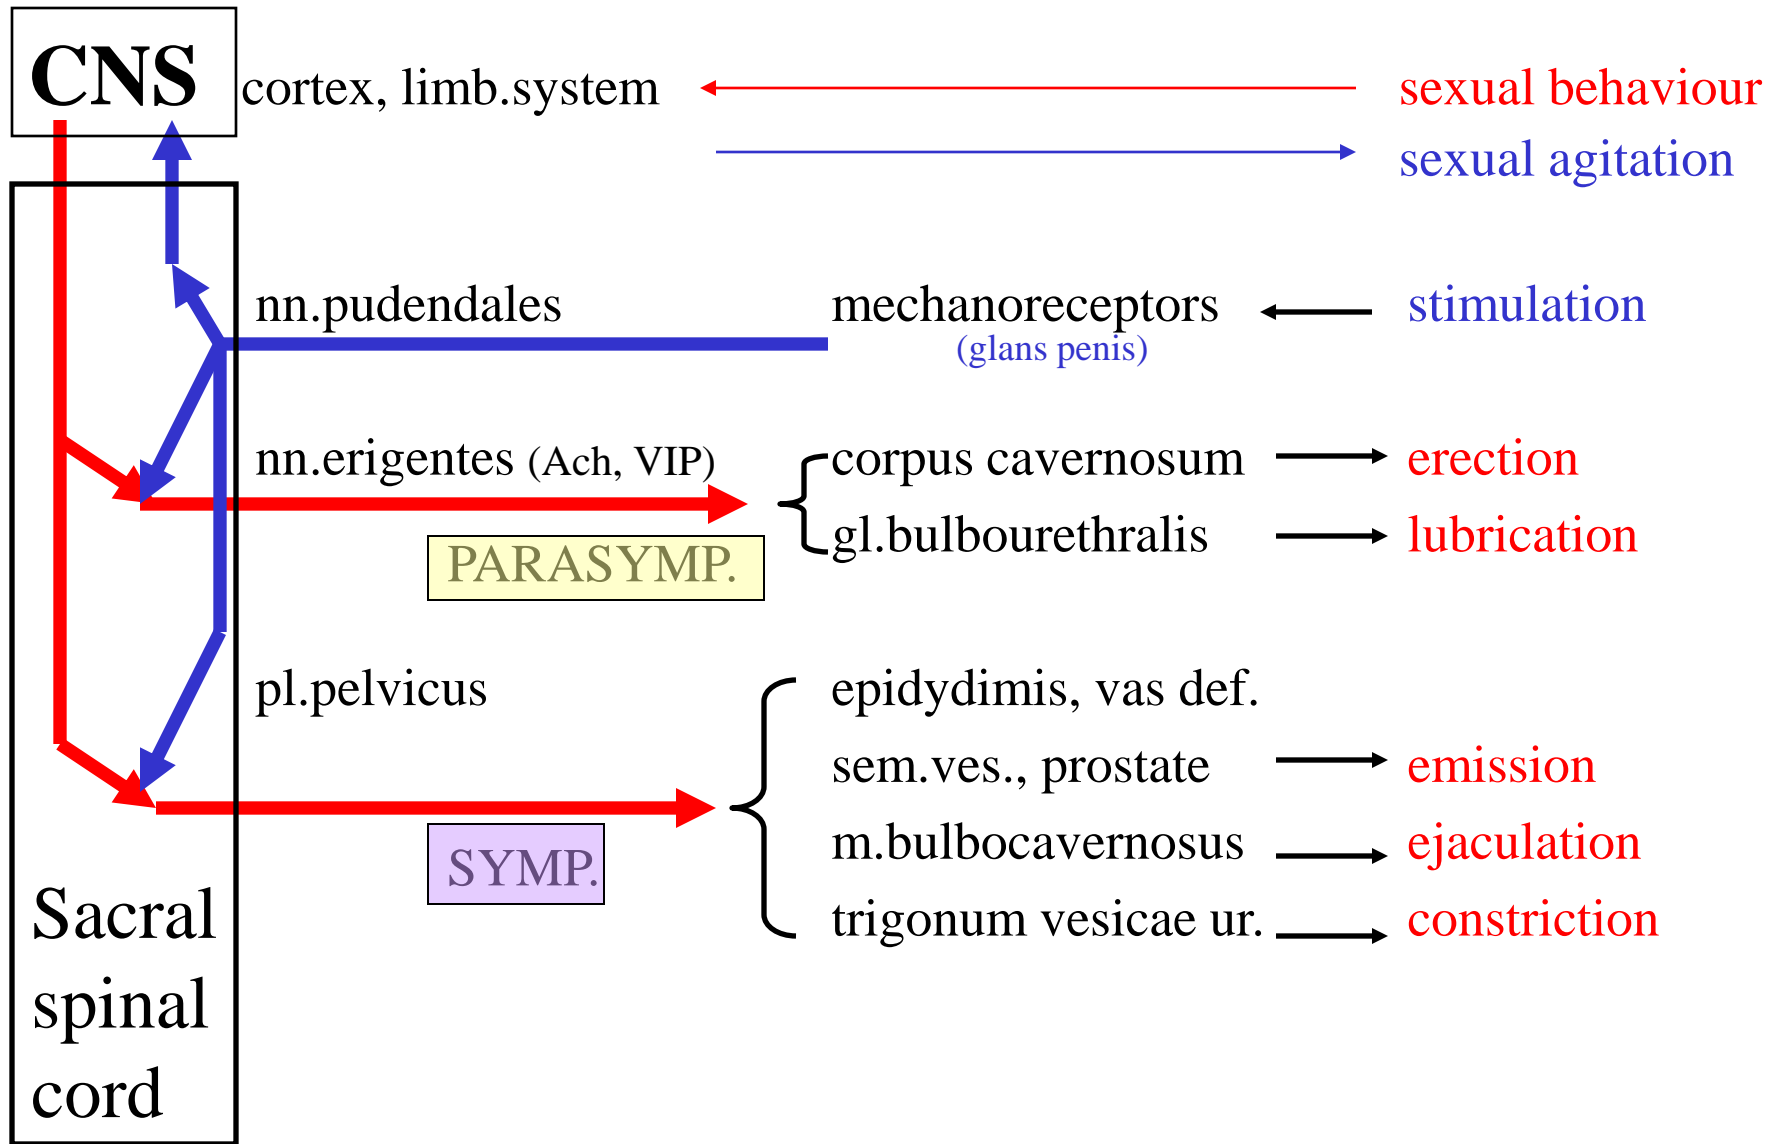 CNS cortex, limb.system sexual behaviour
sexual agitation
nn.pudendales mechanoreceptors stimulation
(glans penis)
nn.erigentes (Ach, VIP) corpus cavernosum erection
gl.bulbourethralis lubrication
PARASYMP.
pl.pelvicus epidydimis, vas def.
sem.ves., prostate emission
m.bulbocavernosus ejaculation
SYMP.
trigonum vesicae ur. constriction
Sacral
spinal
cord